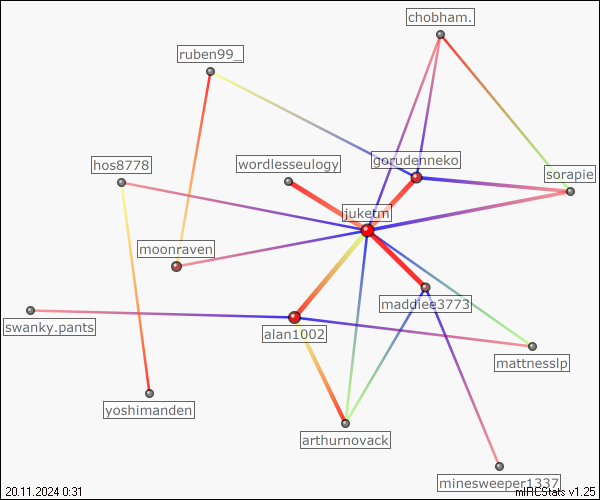 chobham.
ruben99_
hos8778
wordlesseulogy
gorudenneko
sorapie
juketm
moonraven
maddiee3773
swanky.pants
alan1002
mattnesslp
yoshimanden
arthurnovack
minesweeper1337
20.11.2024 0:31
mIRCStats v1.25